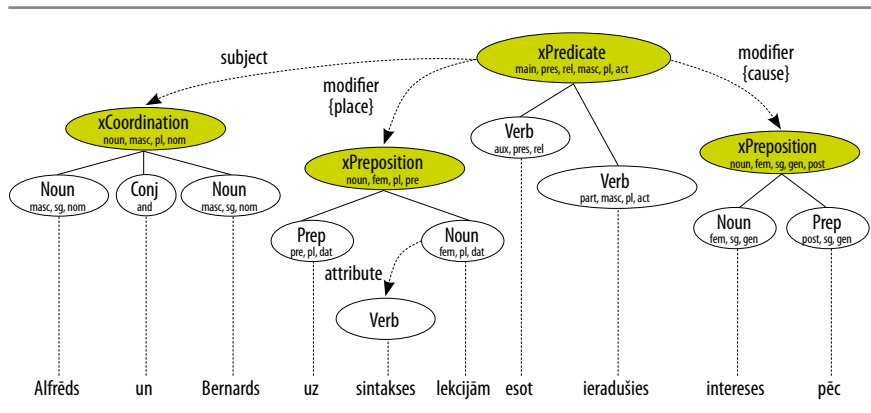 subject
xPredicate
main, pres, rel, masc, pl, act
modifier
{cause}
modifier
{place}
xCoordination
noun, masc, pl, nom
Verb
aux, pres, rel
xPreposition
noun, fem, sg, gen, post
xPreposition
noun, fem, pl, pre
Noun
masc, sg, nom
Conj
and
Noun
masc, sg, nom
Verb
part, masc, pl, act
Prep
pre, pl, dat
Noun
fem, pl, dat
Noun
fem, sg, gen
Prep
post, sg, gen
attribute
Verb
Alfrēds un Bernards uz sintakses lekcijām esot ieradušies intereses pēc